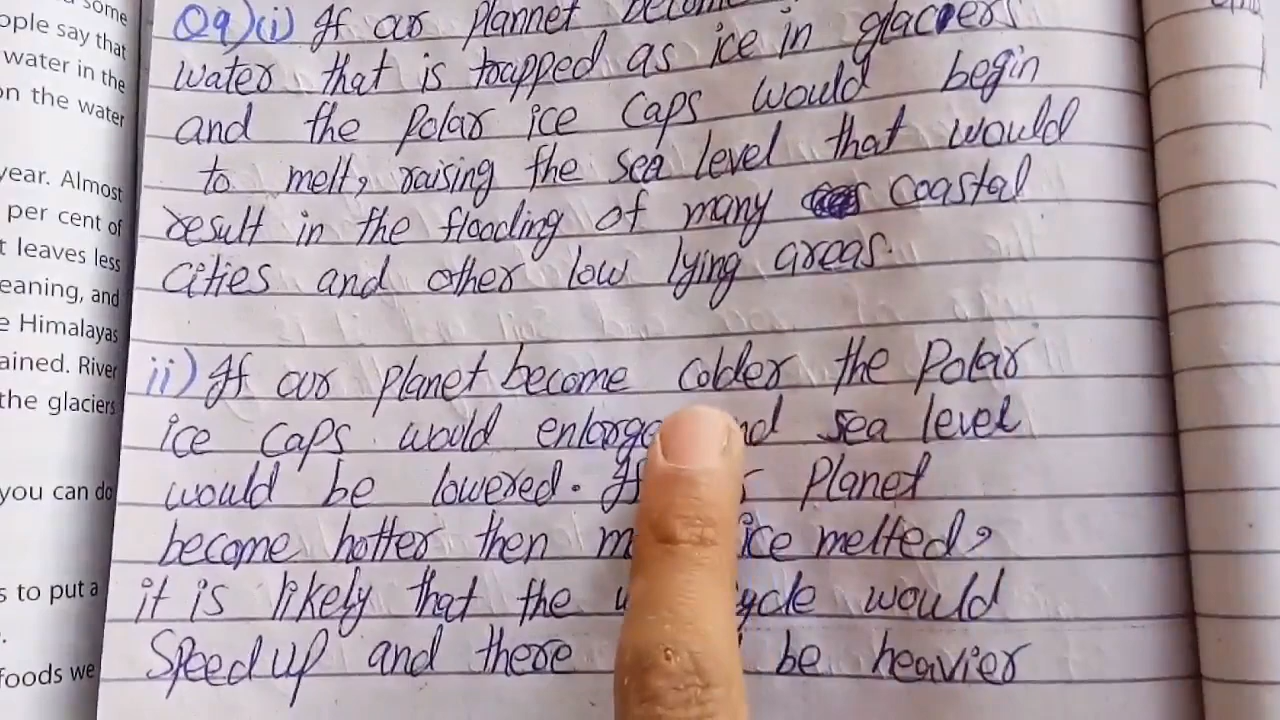 some
ople say that
water in the
on the water
year. Almost
per cent of
t leaves less
eaning, and
e Himalayas
ained. River
the glaciers
you can do
s to put a
.
foods we
Q9)(i) If our Plannet
water that is trapped as ice in glaciers
and the Polar ice caps would begin
to melt, raising the sea level that would
result in the flooding of many coastal
cities and other low lying areas.
ii) If our Planet become colder the Polar
ice caps would enlarge nd sea level
would be lowered. If Planet
become hotter then ice melted,
it is likely that the ycle would
Speed up and there be heavier